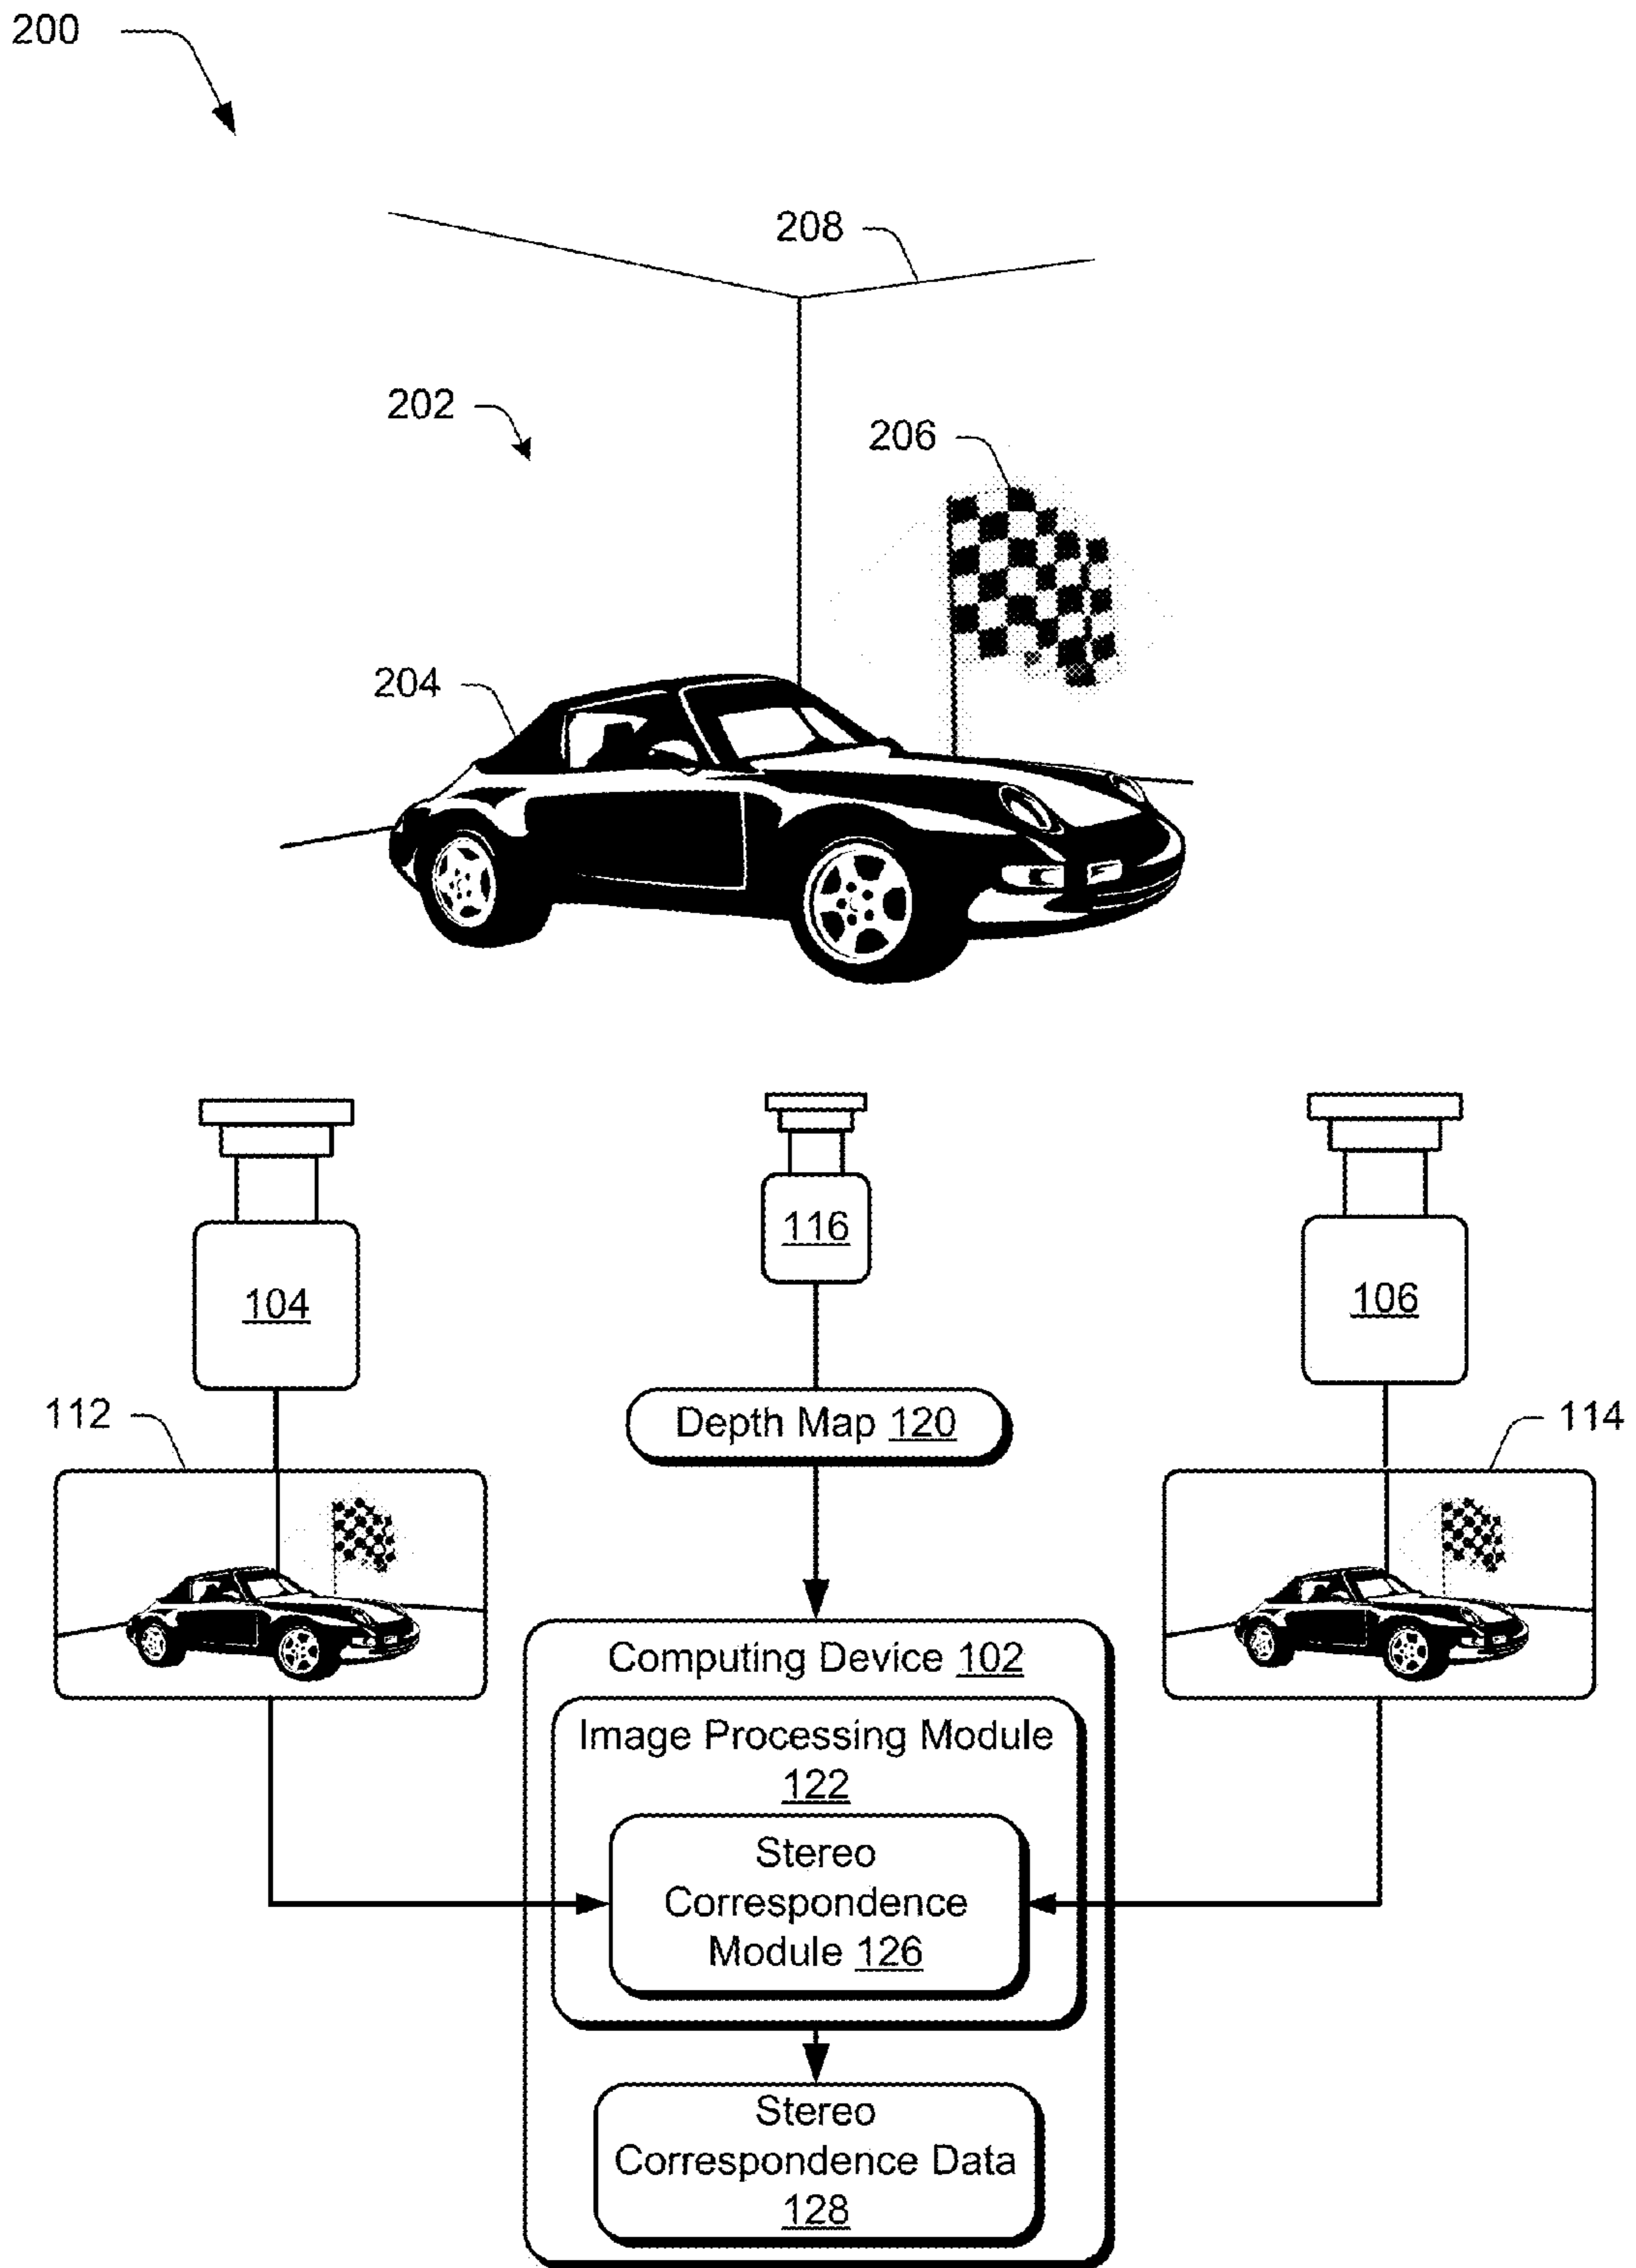 200
208
202
206
204
116
104
106
112
Depth Map 120
114
Computing Device 102
Image Processing Module
122
Stereo
Correspondence
Module 126
Stereo
Correspondence Data
128